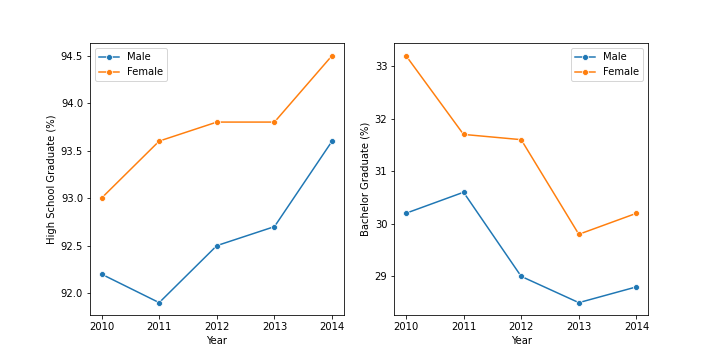 High School Graduate (%)
94.5
94.0
93.5
93.0
92.5
92.0
Male
Female
2010 2011 2012 2013 2014
Year
Bachelor Graduate (%)
33
32
31
30
29
Male
Female
2010 2011 2012 2013 2014
Year